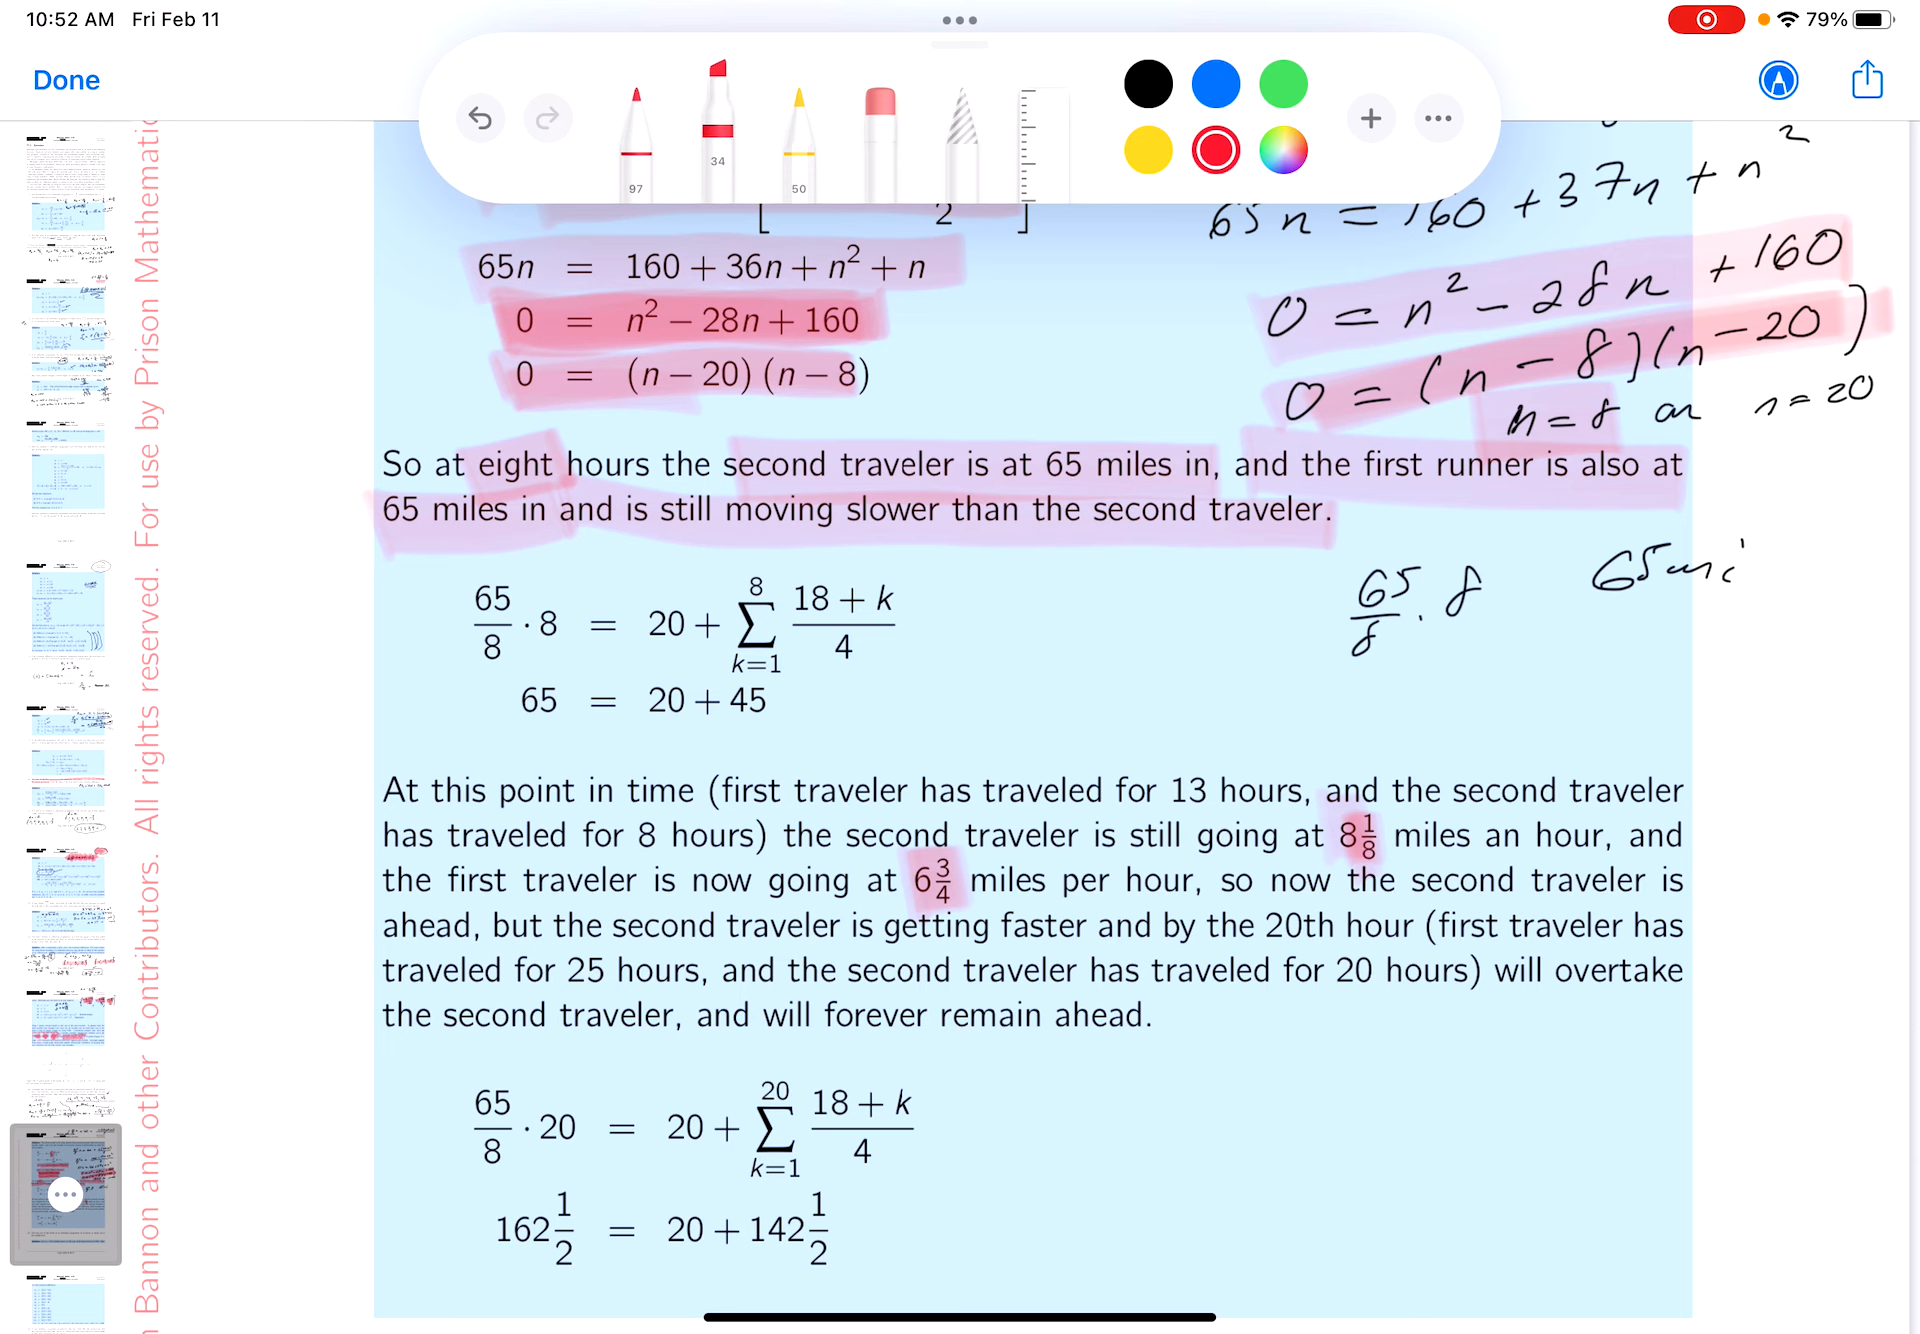 10:52 AM Fri Feb 11
79%
Done
97
34
50
2
65n = 160 + 36n + n² + n
0 = n² − 28n + 160
0 = (n − 20) (n − 8)
2
65n = 160 + 37n + n
0 = n² − 28n + 160
0 = (n − 8)(n − 20)
n = 8 or n = 20
So at eight hours the second traveler is at 65 miles in, and the first runner is also at
65 miles in and is still moving slower than the second traveler.
65/8 · 8 = 20 + ∑_{k=1}^{8} (18 + k)/4
65 = 20 + 45
65/8 · 8 65mi
At this point in time (first traveler has traveled for 13 hours, and the second traveler
has traveled for 8 hours) the second traveler is still going at 8 1/8 miles an hour, and
the first traveler is now going at 6 3/4 miles per hour, so now the second traveler is
ahead, but the second traveler is getting faster and by the 20th hour (first traveler has
traveled for 25 hours, and the second traveler has traveled for 20 hours) will overtake
the second traveler, and will forever remain ahead.
65/8 · 20 = 20 + ∑_{k=1}^{20} (18 + k)/4
162 1/2 = 20 + 142 1/2
Bannon and other Contributors. All rights reserved. For use by Prison Mathematic